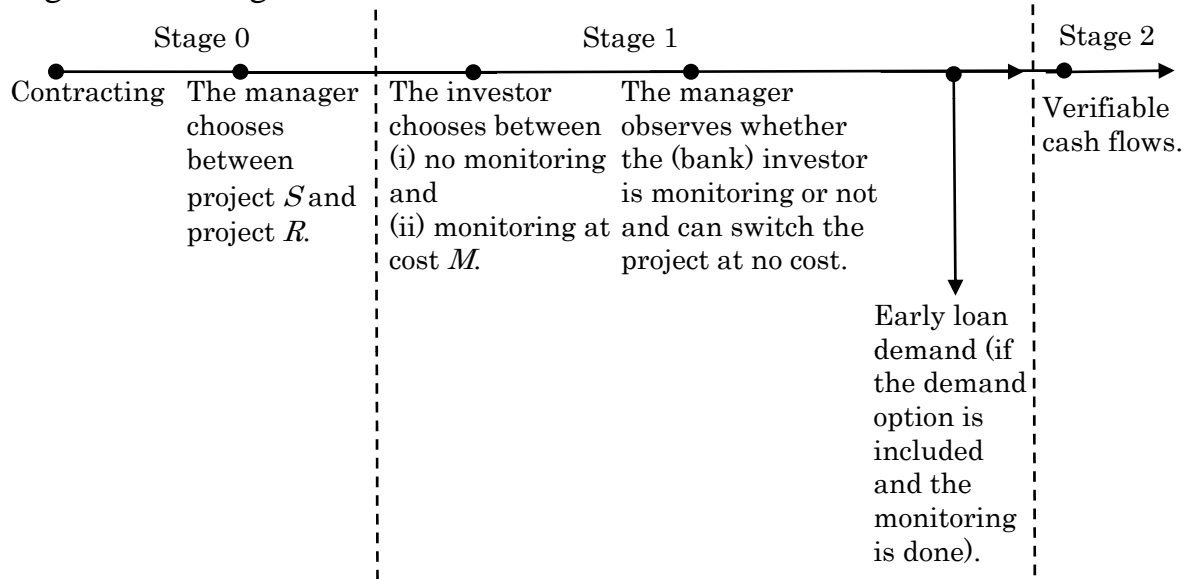 Stage 0
Stage 1
Stage 2
Contracting
The manager
chooses
between
project S and
project R.
The investor
chooses between
(i) no monitoring
and
(ii) monitoring at
cost M.
The manager
observes whether
the (bank) investor
is monitoring or not
and can switch the
project at no cost.
Early loan
demand (if
the demand
option is
included
and the
monitoring
is done).
Verifiable
cash flows.